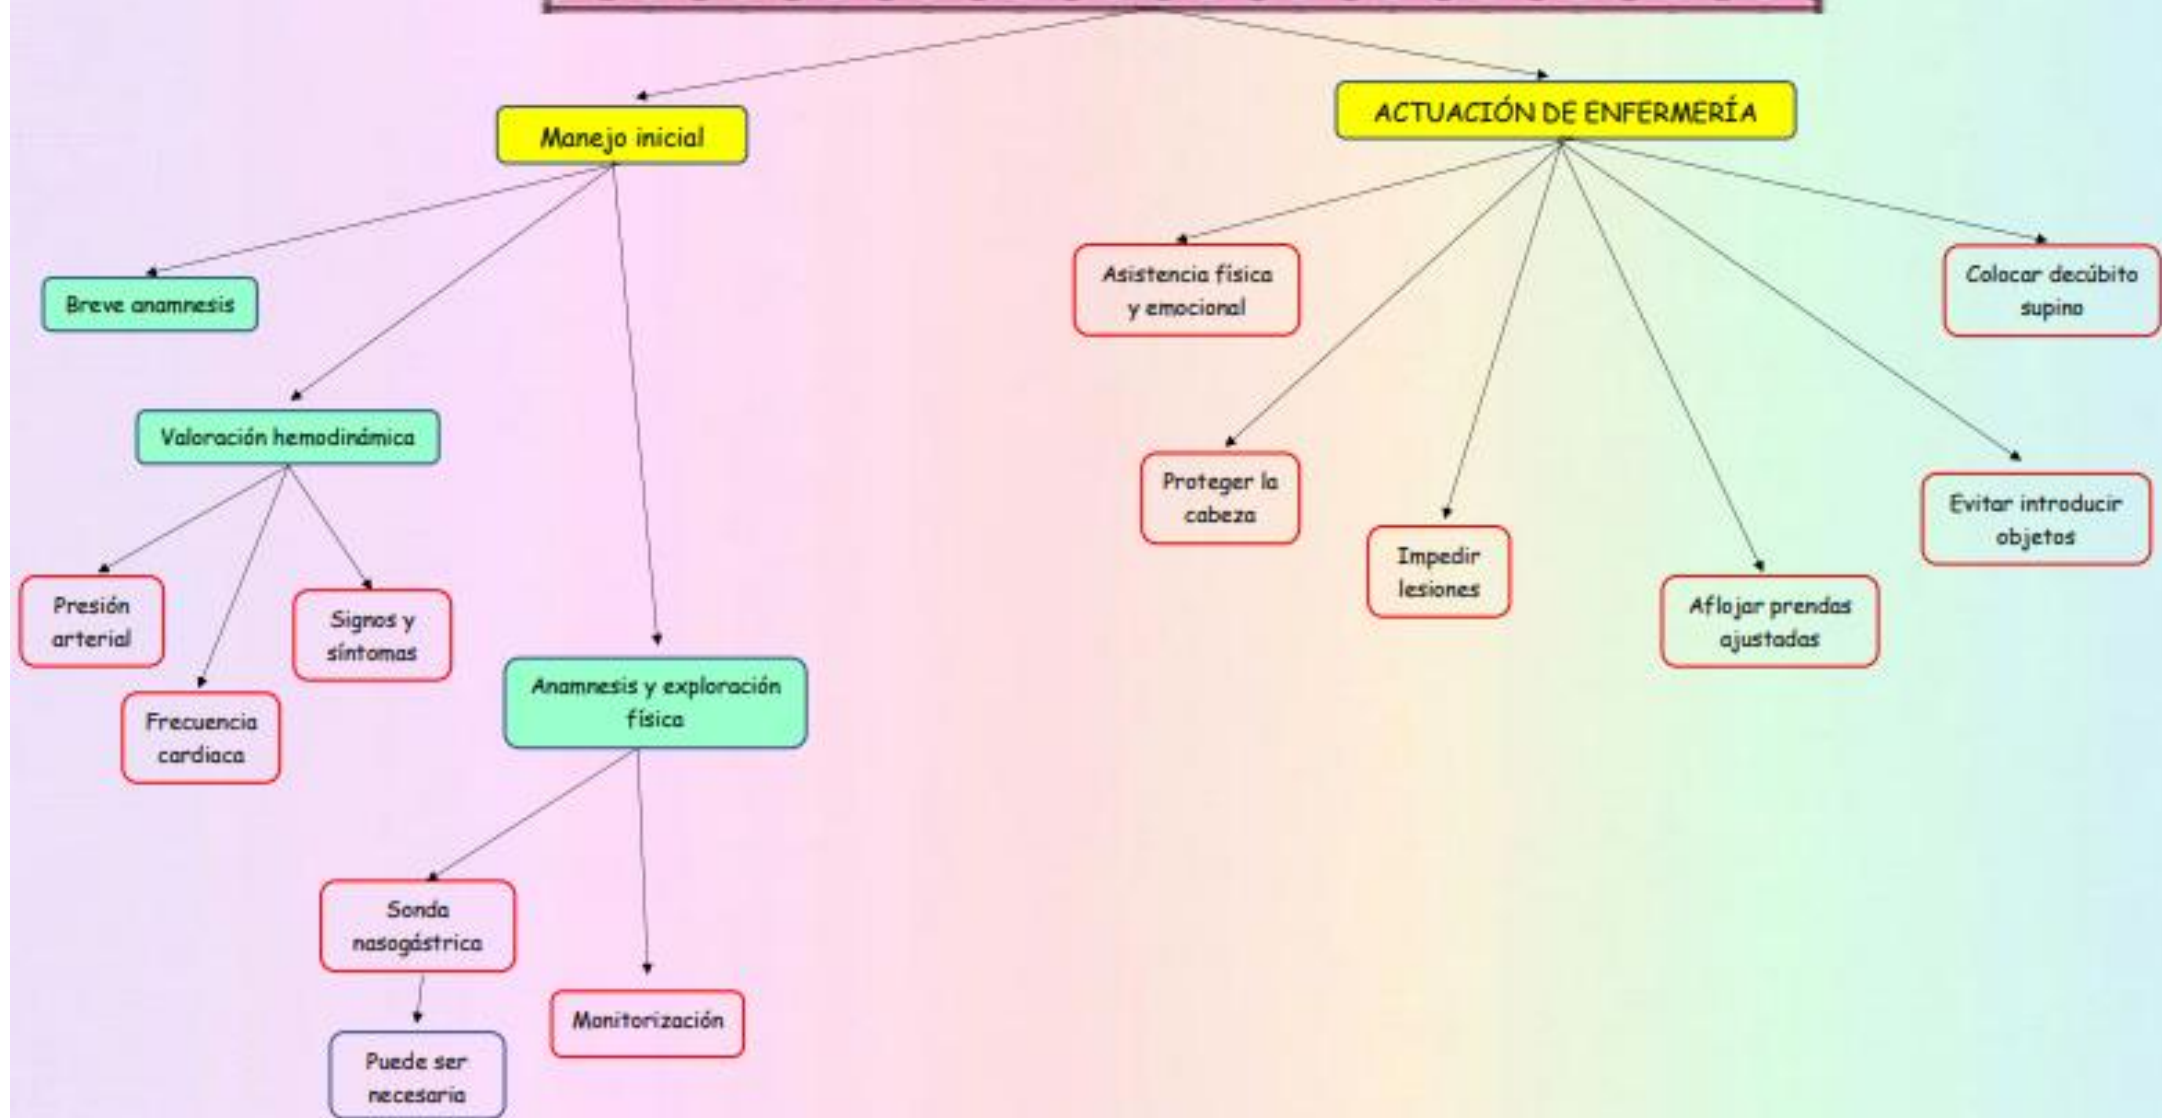 Manejo inicial
ACTUACIÓN DE ENFERMERÍA
Breve anamnesis
Valoración hemodinámica
Presión
arterial
Frecuencia
cardiaca
Signos y
síntomas
Anamnesis y exploración
física
Sonda
nasogástrica
Puede ser
necesaria
Monitorización
Asistencia física
y emocional
Proteger la
cabeza
Impedir
lesiones
Aflojar prendas
ajustadas
Evitar introducir
objetos
Colocar decúbito
supino